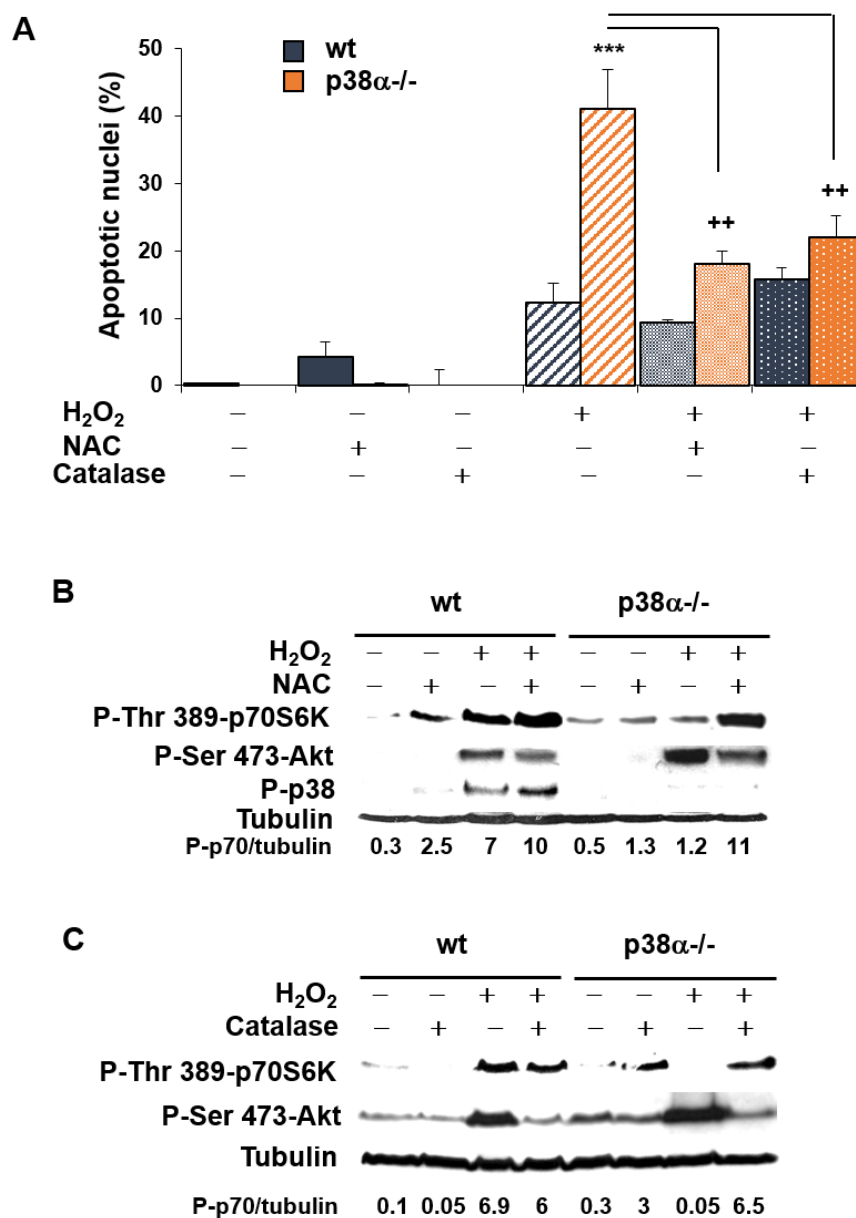 A
50
40
30
20
10
0
Apoptotic nuclei (%)
wt
p38α-/-
***
++
++
H₂O₂ – – – + + +
NAC – + – – + –
Catalase – – + – – +
B
wt p38α-/-
H₂O₂ – – + + – – + +
NAC – + – + – + – +
P-Thr 389-p70S6K
P-Ser 473-Akt
P-p38
Tubulin
P-p70/tubulin 0.3 2.5 7 10 0.5 1.3 1.2 11
C
wt p38α-/-
H₂O₂ – – + + – – + +
Catalase – + – + – + – +
P-Thr 389-p70S6K
P-Ser 473-Akt
Tubulin
P-p70/tubulin 0.1 0.05 6.9 6 0.3 3 0.05 6.5